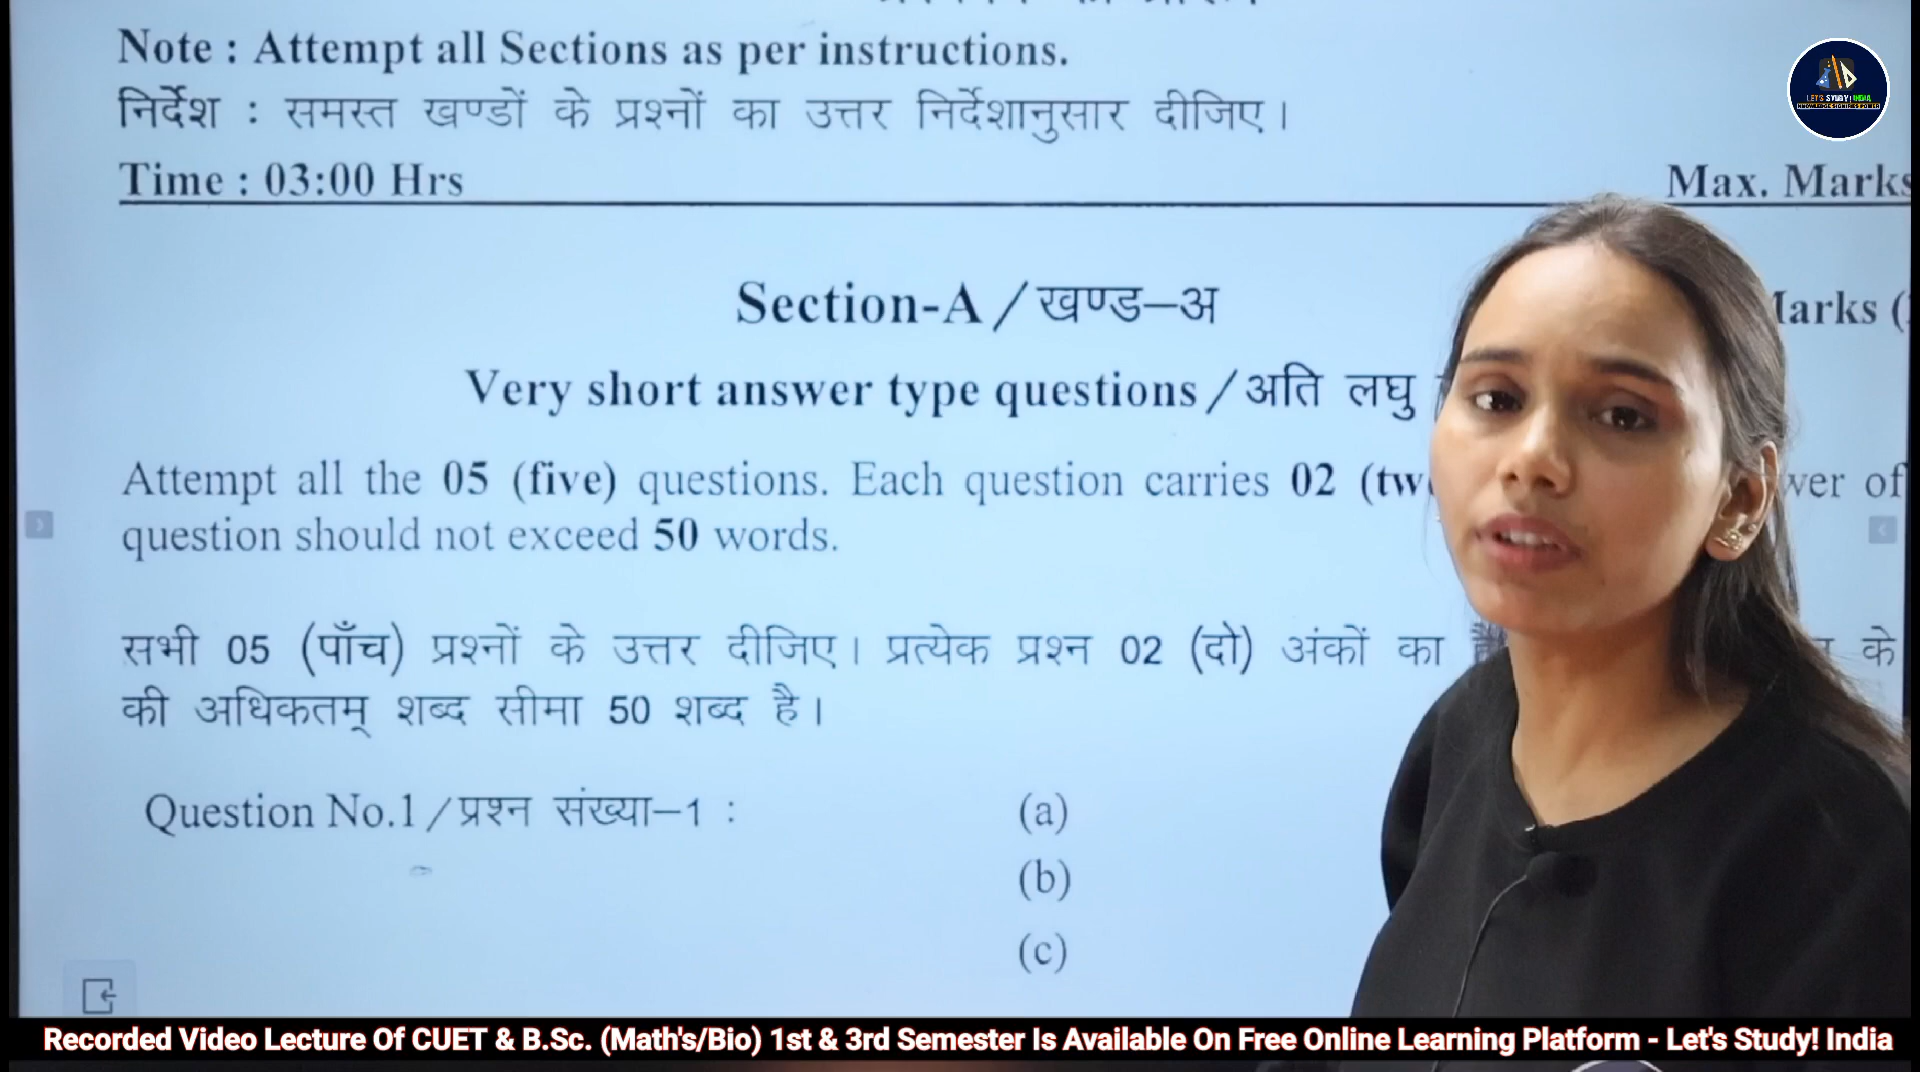 Note : Attempt all Sections as per instructions.
निर्देश : समस्त खण्डों के प्रश्नों का उत्तर निर्देशानुसार दीजिए।
Time : 03:00 Hrs Max. Marks
LET'S STUDY! INDIA
Section-A / खण्ड–अ
Very short answer type questions / अति लघु
Attempt all the 05 (five) questions. Each question carries 02 of
question should not exceed 50 words.
सभी 05 (पाँच) प्रश्नों के उत्तर दीजिए। प्रत्येक प्रश्न 02 (दो) अंकों का के
की अधिकतम् शब्द सीमा 50 शब्द है।
Question No.1 / प्रश्न संख्या–1 : (a)
(b)
(c)
Recorded Video Lecture Of CUET & B.Sc. (Math's/Bio) 1st & 3rd Semester Is Available On Free Online Learning Platform - Let's Study! India